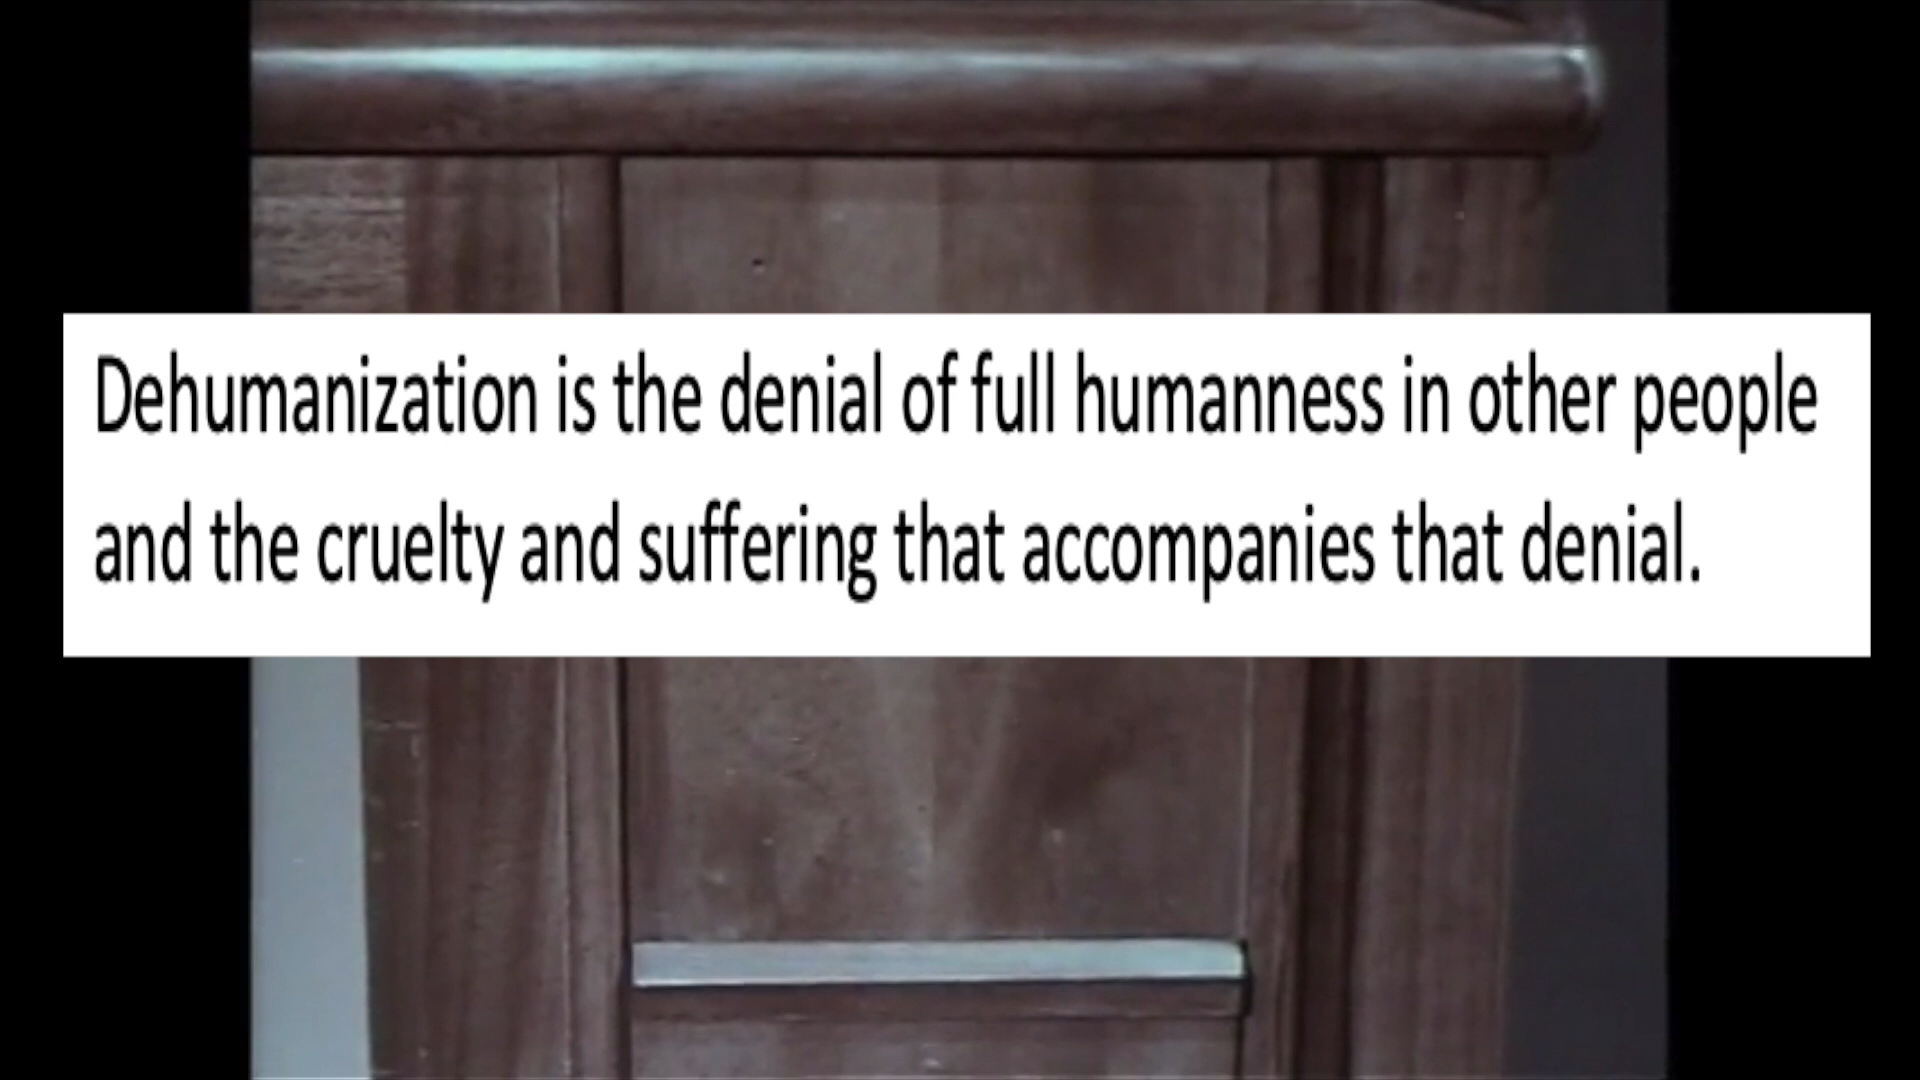 Dehumanization is the denial of full humanness in other people
and the cruelty and suffering that accompanies that denial.